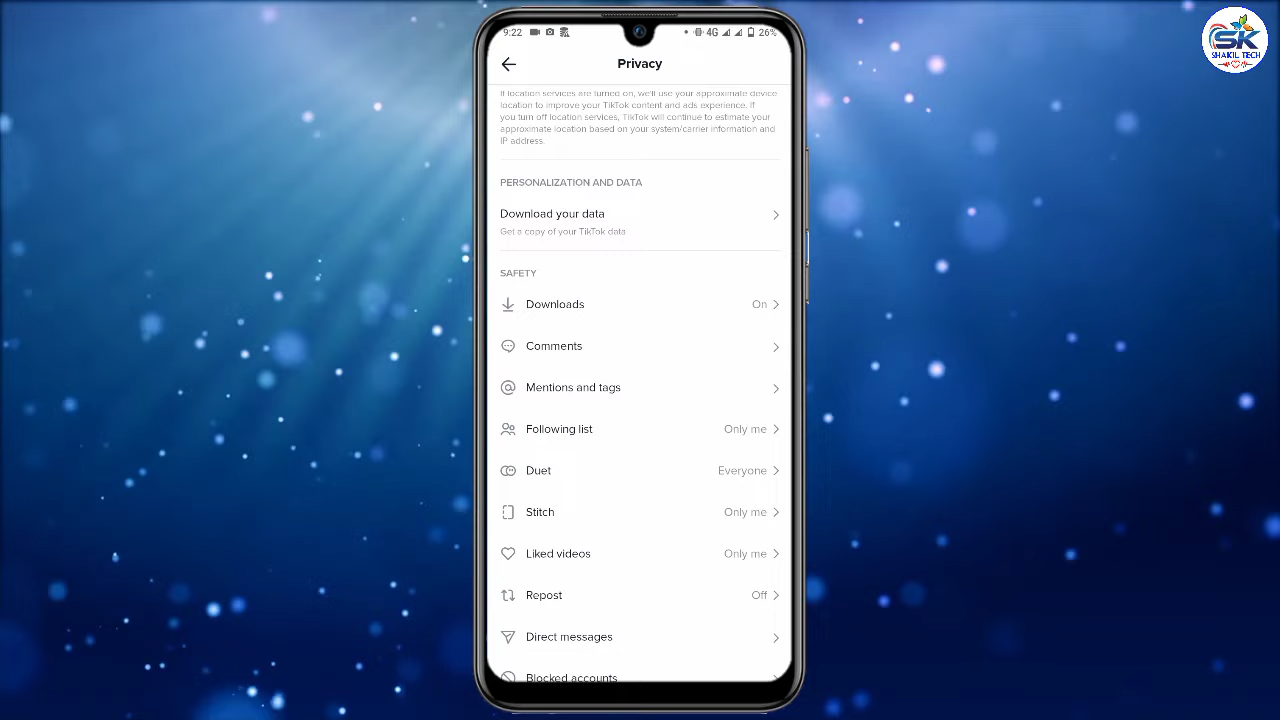 9:22
4G
26%
SK
SHAKIL TECH
Privacy
If location services are turned on, we'll use your approximate device
location to improve your TikTok content and ads experience. If
you turn off location services, TikTok will continue to estimate your
approximate location based on your system/carrier information and
IP address.
PERSONALIZATION AND DATA
Download your data
Get a copy of your TikTok data
SAFETY
Downloads On
Comments
Mentions and tags
Following list Only me
Duet Everyone
Stitch Only me
Liked videos Only me
Repost Off
Direct messages
Blocked accounts